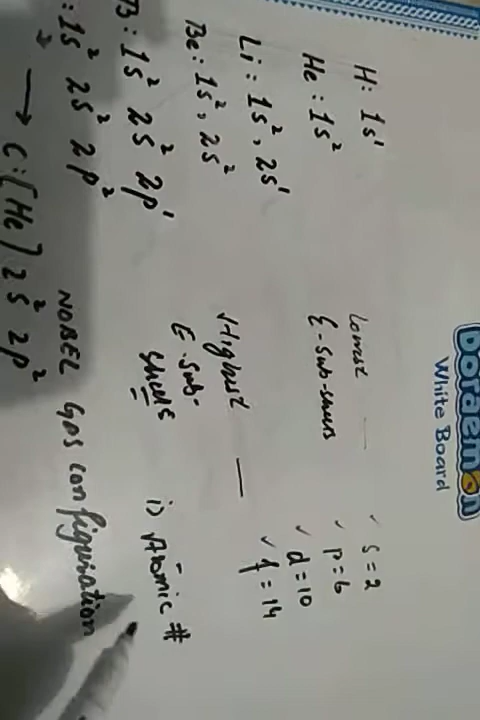 Doraemon
White Board
H: 1s¹
He: 1s²
Li: 1s², 2s¹
Be: 1s², 2s²
B: 1s² 2s² 2p¹
: 1s² 2s² 2p²
→ C: [He] 2s² 2p²
Lowest —
E-sub-
Highest —
E. sub-
shells
s = 2
✓ p = 6
✓ d = 10
✓ f = 14
i) Atomic #
NOBEL Gas configuration